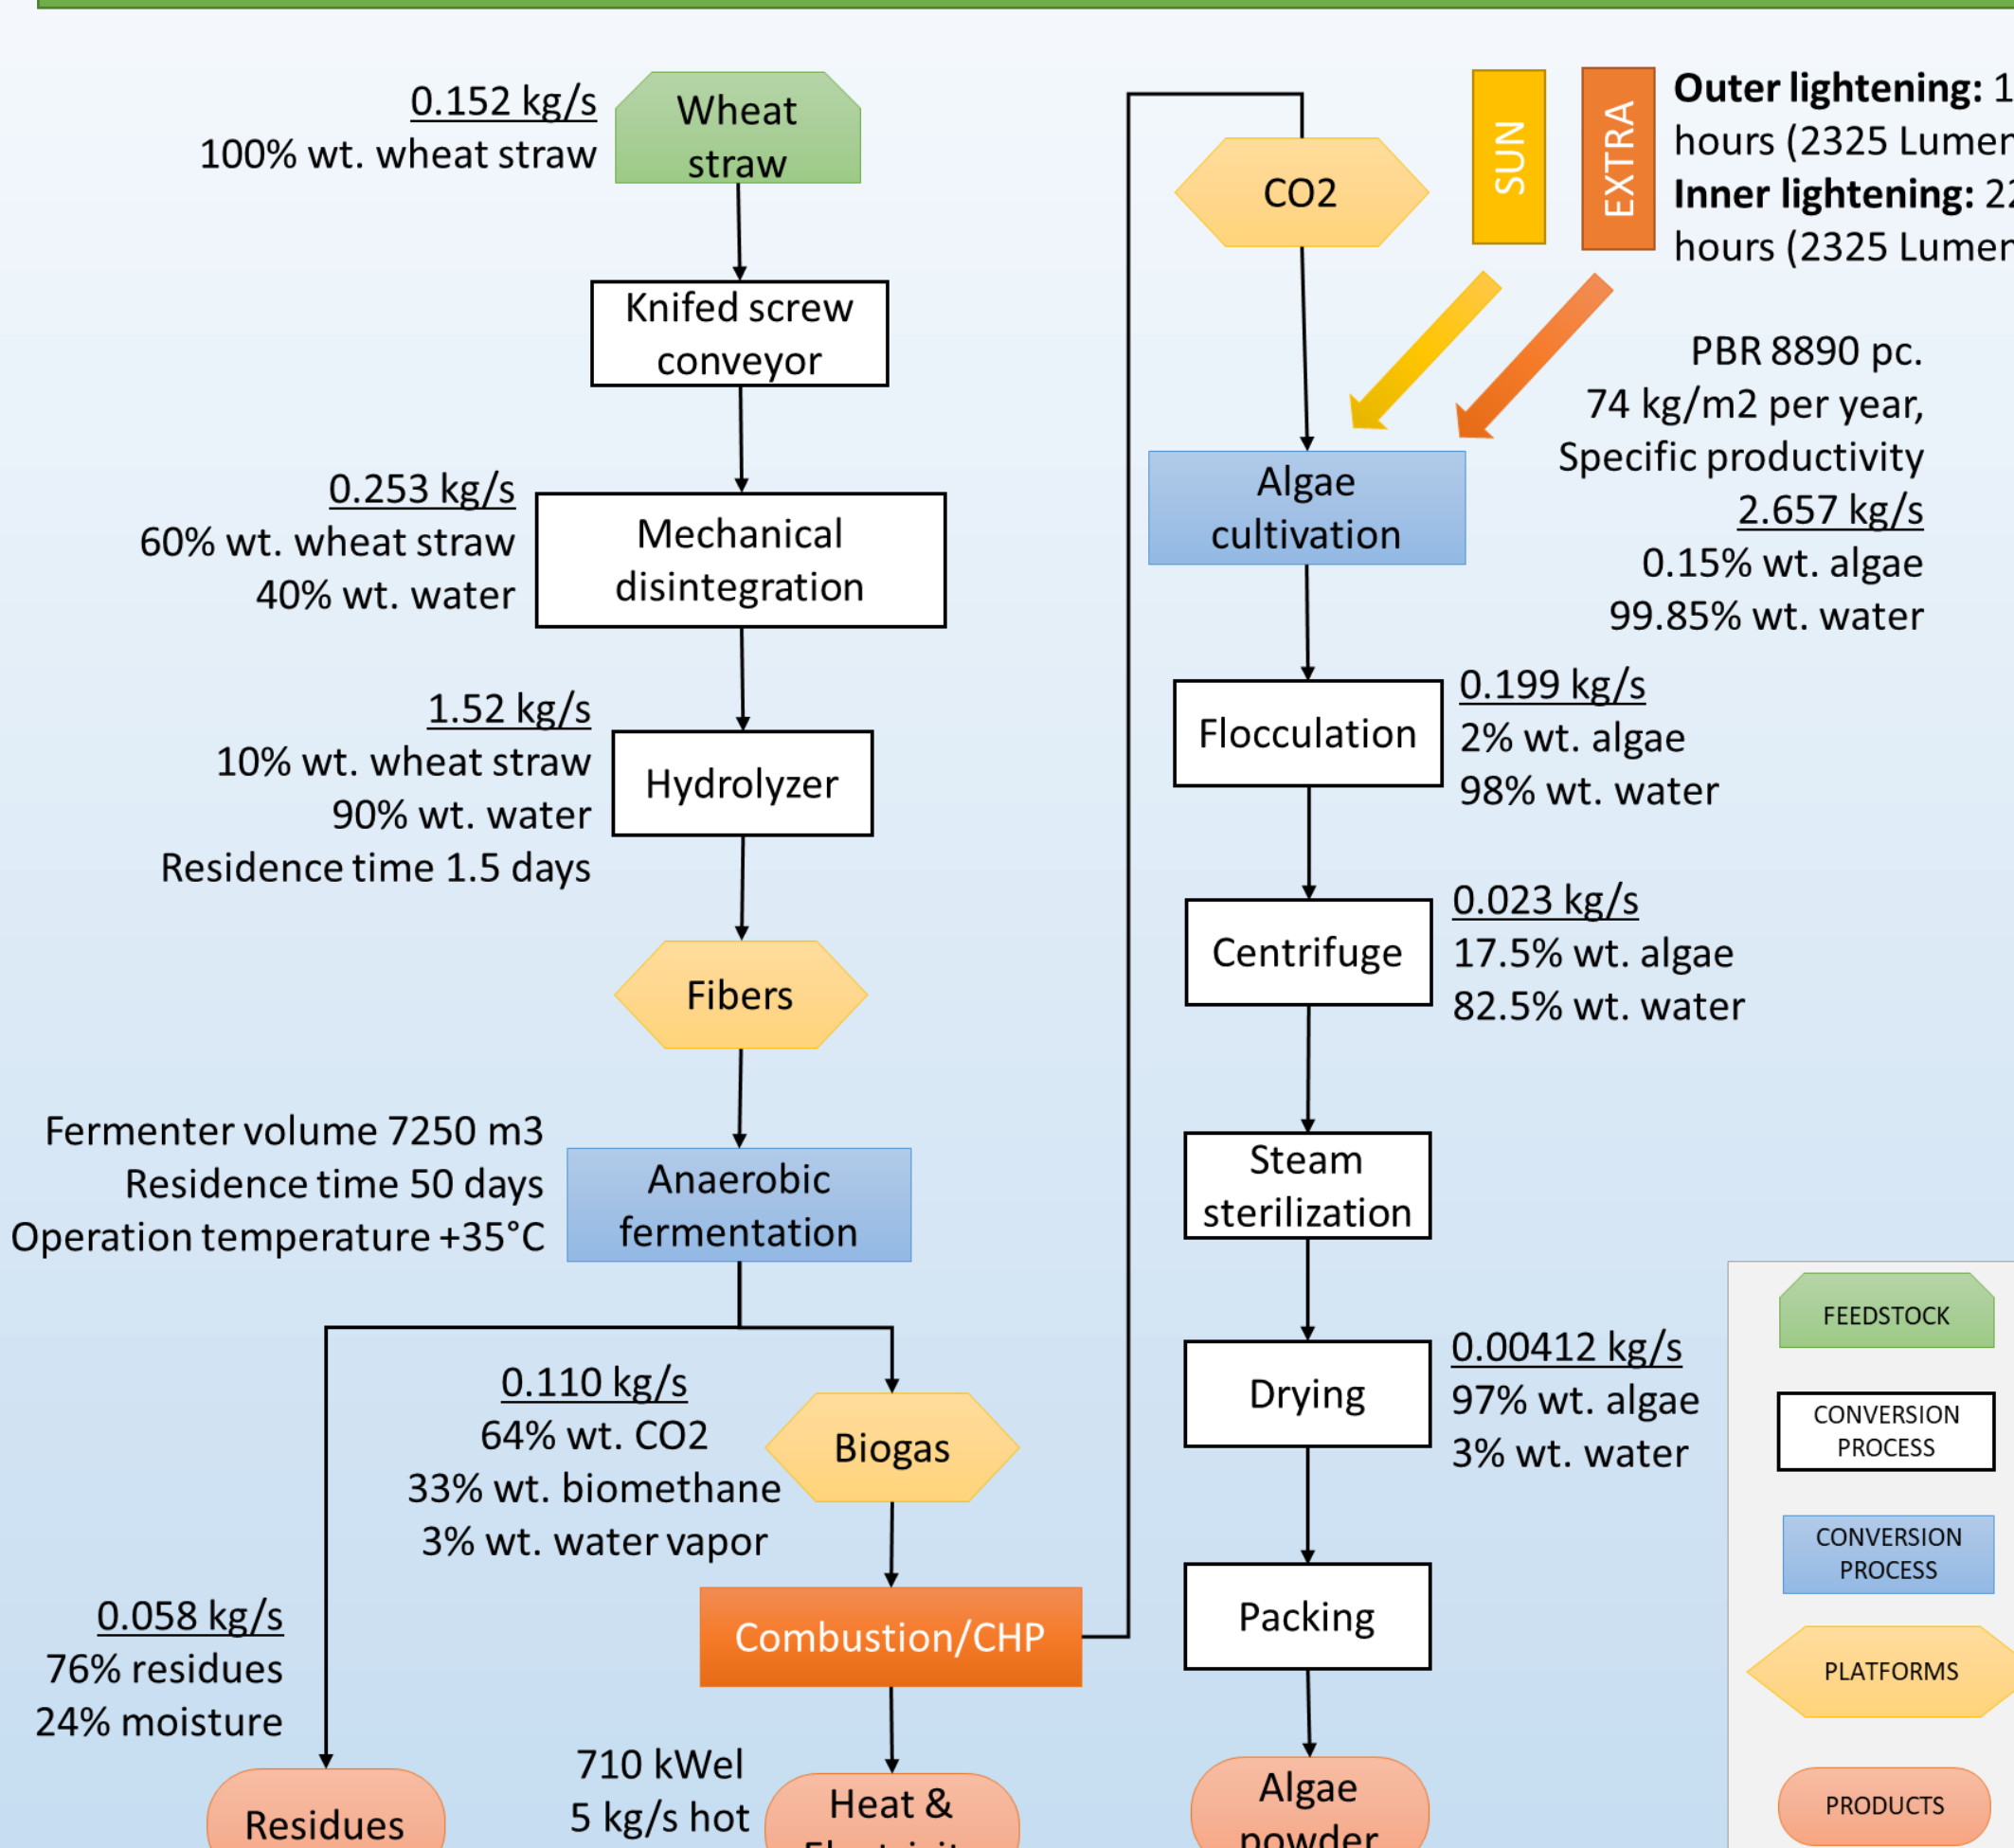 0.152 kg/s
100% wt. wheat straw
Wheat
straw
Knifed screw
conveyor
0.253 kg/s
60% wt. wheat straw
40% wt. water
Mechanical
disintegration
1.52 kg/s
10% wt. wheat straw
90% wt. water
Residence time 1.5 days
Hydrolyzer
Fibers
Fermenter volume 7250 m3
Residence time 50 days
Operation temperature +35°C
Anaerobic
fermentation
0.110 kg/s
64% wt. CO2
33% wt. biomethane
3% wt. water vapor
Biogas
0.058 kg/s
76% residues
24% moisture
Combustion/CHP
Residues
710 kWel
5 kg/s hot
Heat &
CO2
SUN
EXTRA
Outer lightening:
hours (2325
Inner lightening:
hours (2325
PBR 8890 pc.
74 kg/m2 per year,
Specific productivity
2.657 kg/s
0.15% wt. algae
99.85% wt. water
Algae
cultivation
Flocculation
0.199 kg/s
2% wt. algae
98% wt. water
Centrifuge
0.023 kg/s
17.5% wt. algae
82.5% wt. water
Steam
sterilization
Drying
0.00412 kg/s
97% wt. algae
3% wt. water
Packing
Algae
powder
FEEDSTOCK
CONVERSION
PROCESS
CONVERSION
PROCESS
PLATFORMS
PRODUCTS